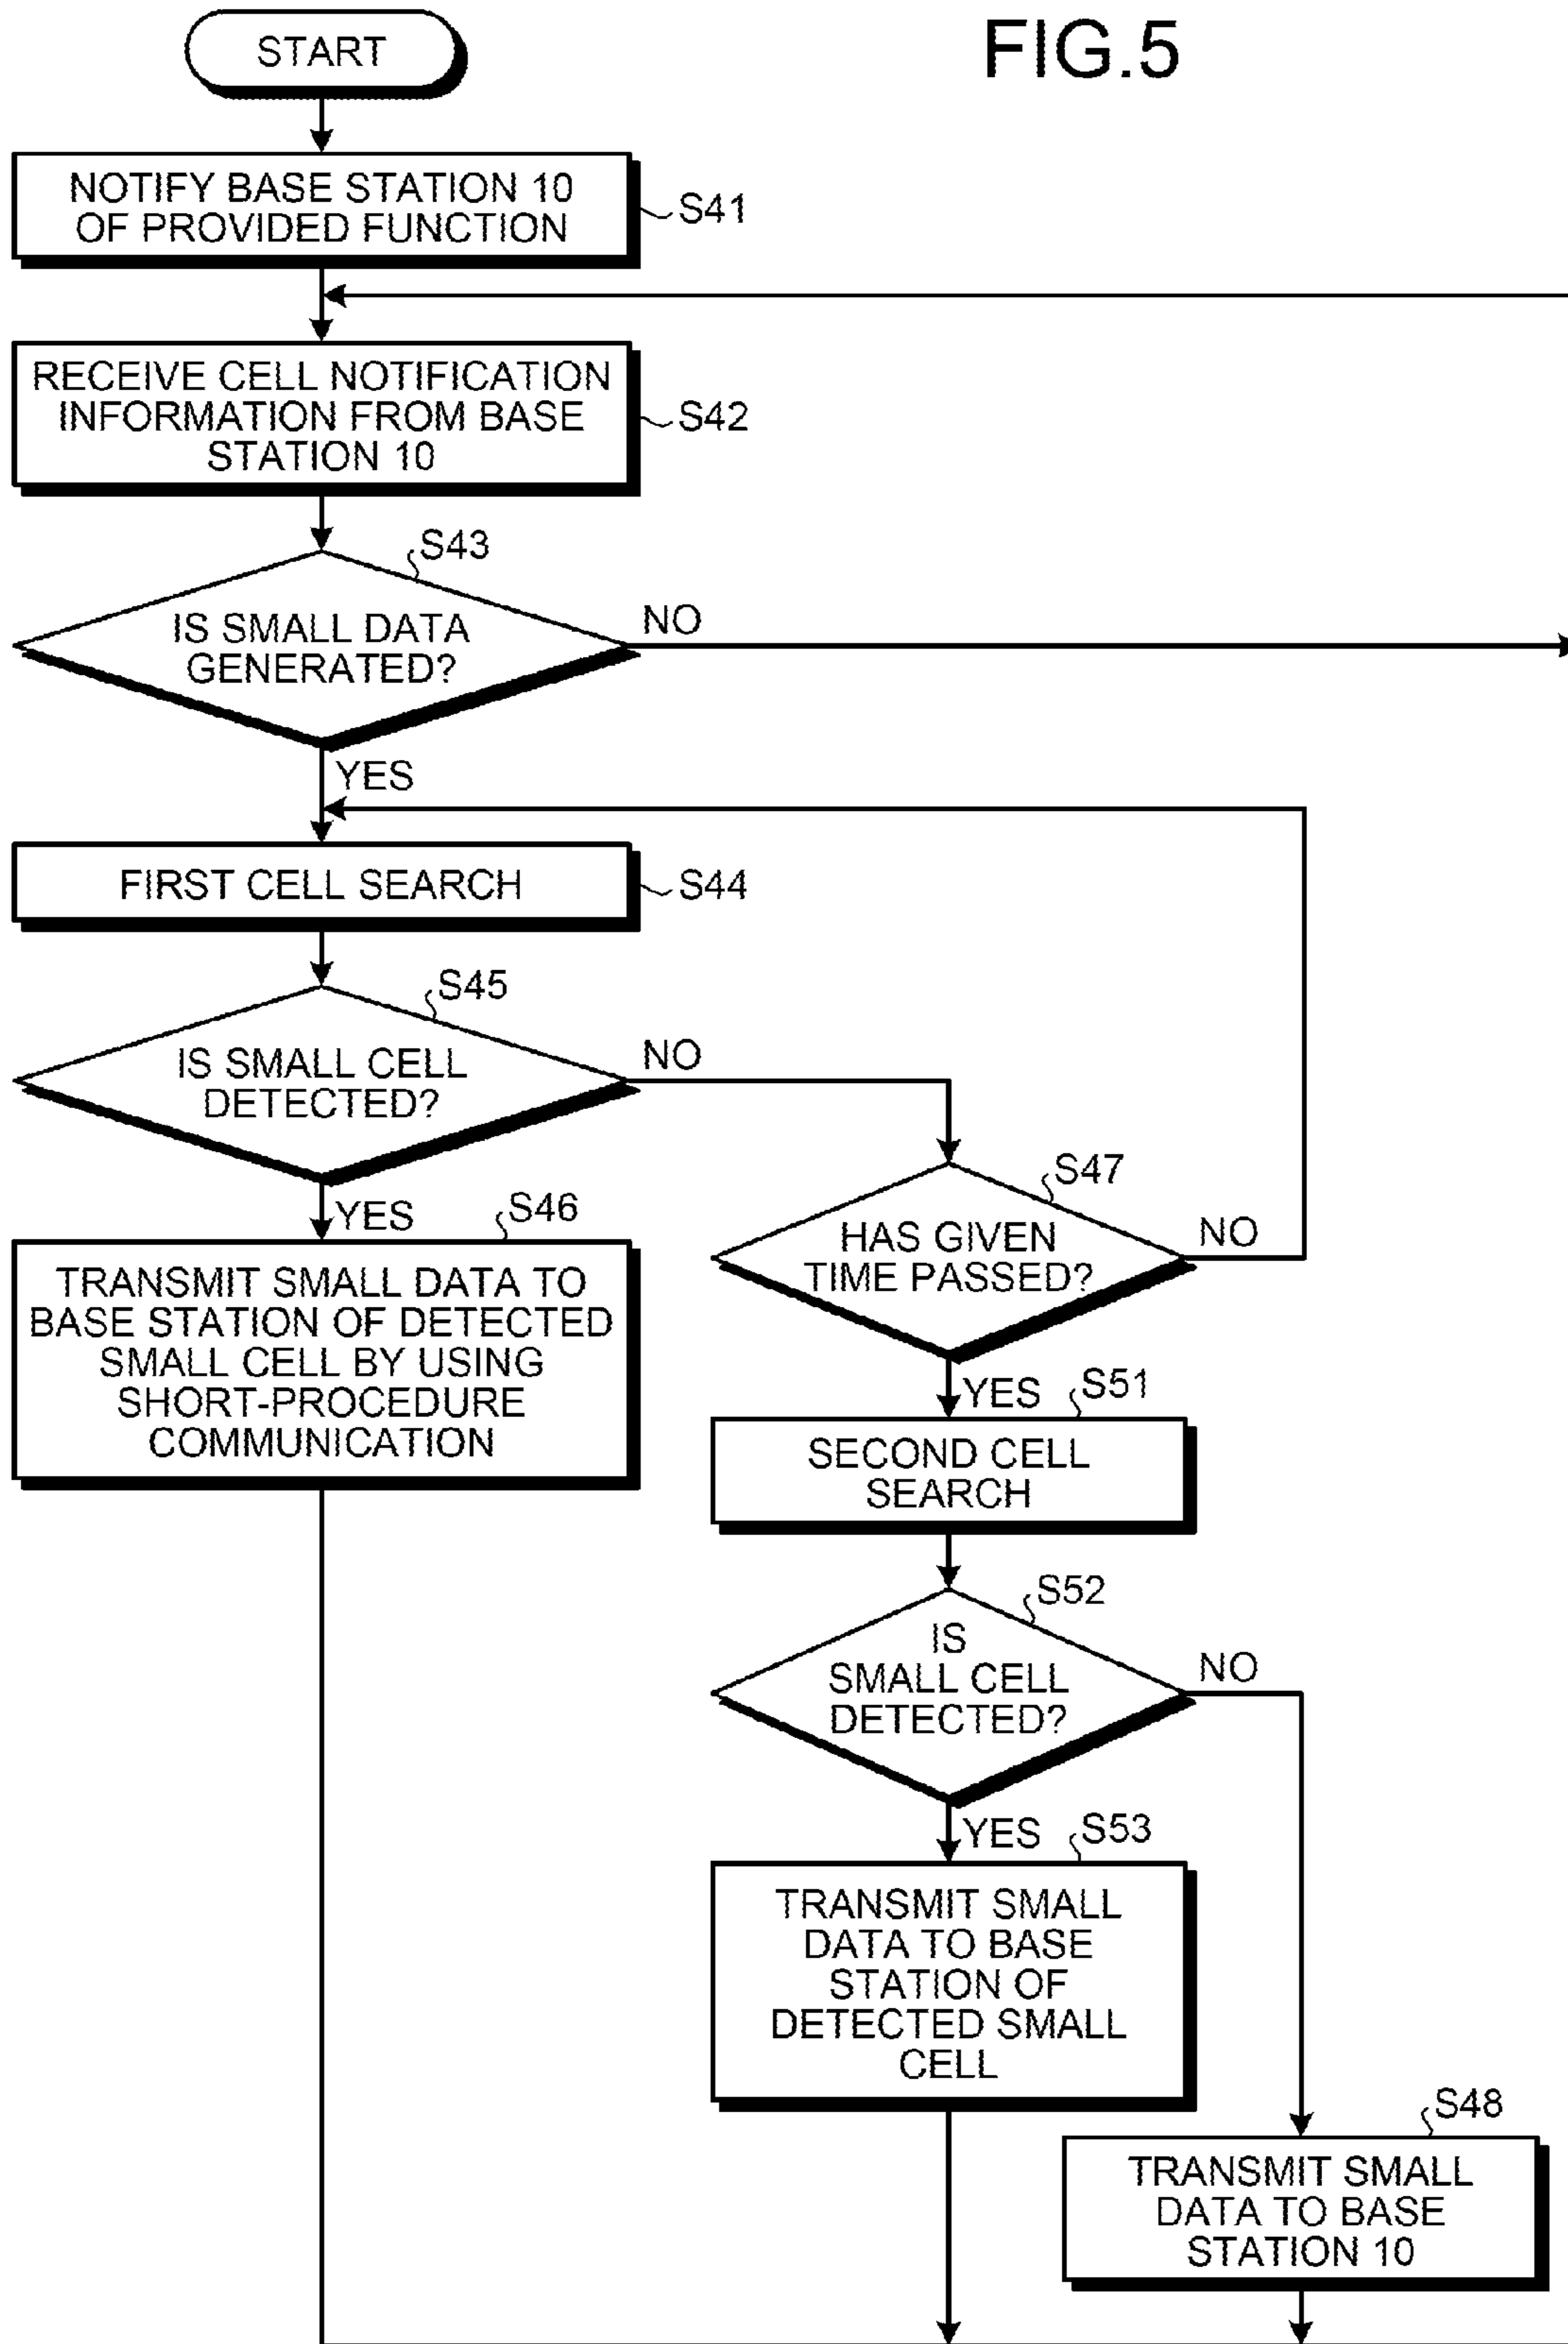 FIG.5
START
NOTIFY BASE STATION 10
OF PROVIDED FUNCTION
S41
RECEIVE CELL NOTIFICATION
INFORMATION FROM BASE
STATION 10
S42
S43
IS SMALL DATA
GENERATED?
NO
YES
FIRST CELL SEARCH
S44
S45
IS SMALL CELL
DETECTED?
NO
YES
S46
TRANSMIT SMALL DATA TO
BASE STATION OF DETECTED
SMALL CELL BY USING
SHORT-PROCEDURE
COMMUNICATION
S47
HAS GIVEN
TIME PASSED?
NO
YES
S51
SECOND CELL
SEARCH
S52
IS
SMALL CELL
DETECTED?
NO
YES
S53
TRANSMIT SMALL
DATA TO BASE
STATION OF
DETECTED SMALL
CELL
S48
TRANSMIT SMALL
DATA TO BASE
STATION 10